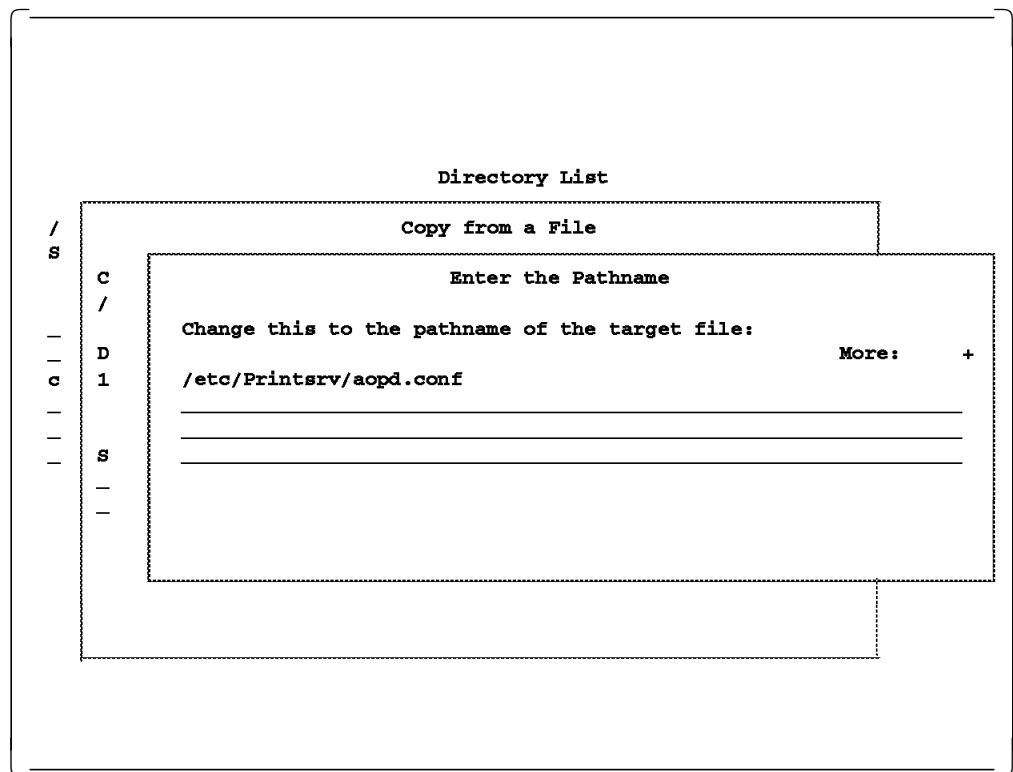 Directory List
/
Copy from a File
S
C
Enter the Pathname
/
Change this to the pathname of the target file:
_
_ D
More: +
c 1
/etc/Printsrv/aopd.conf
_
_
_ S
_
_